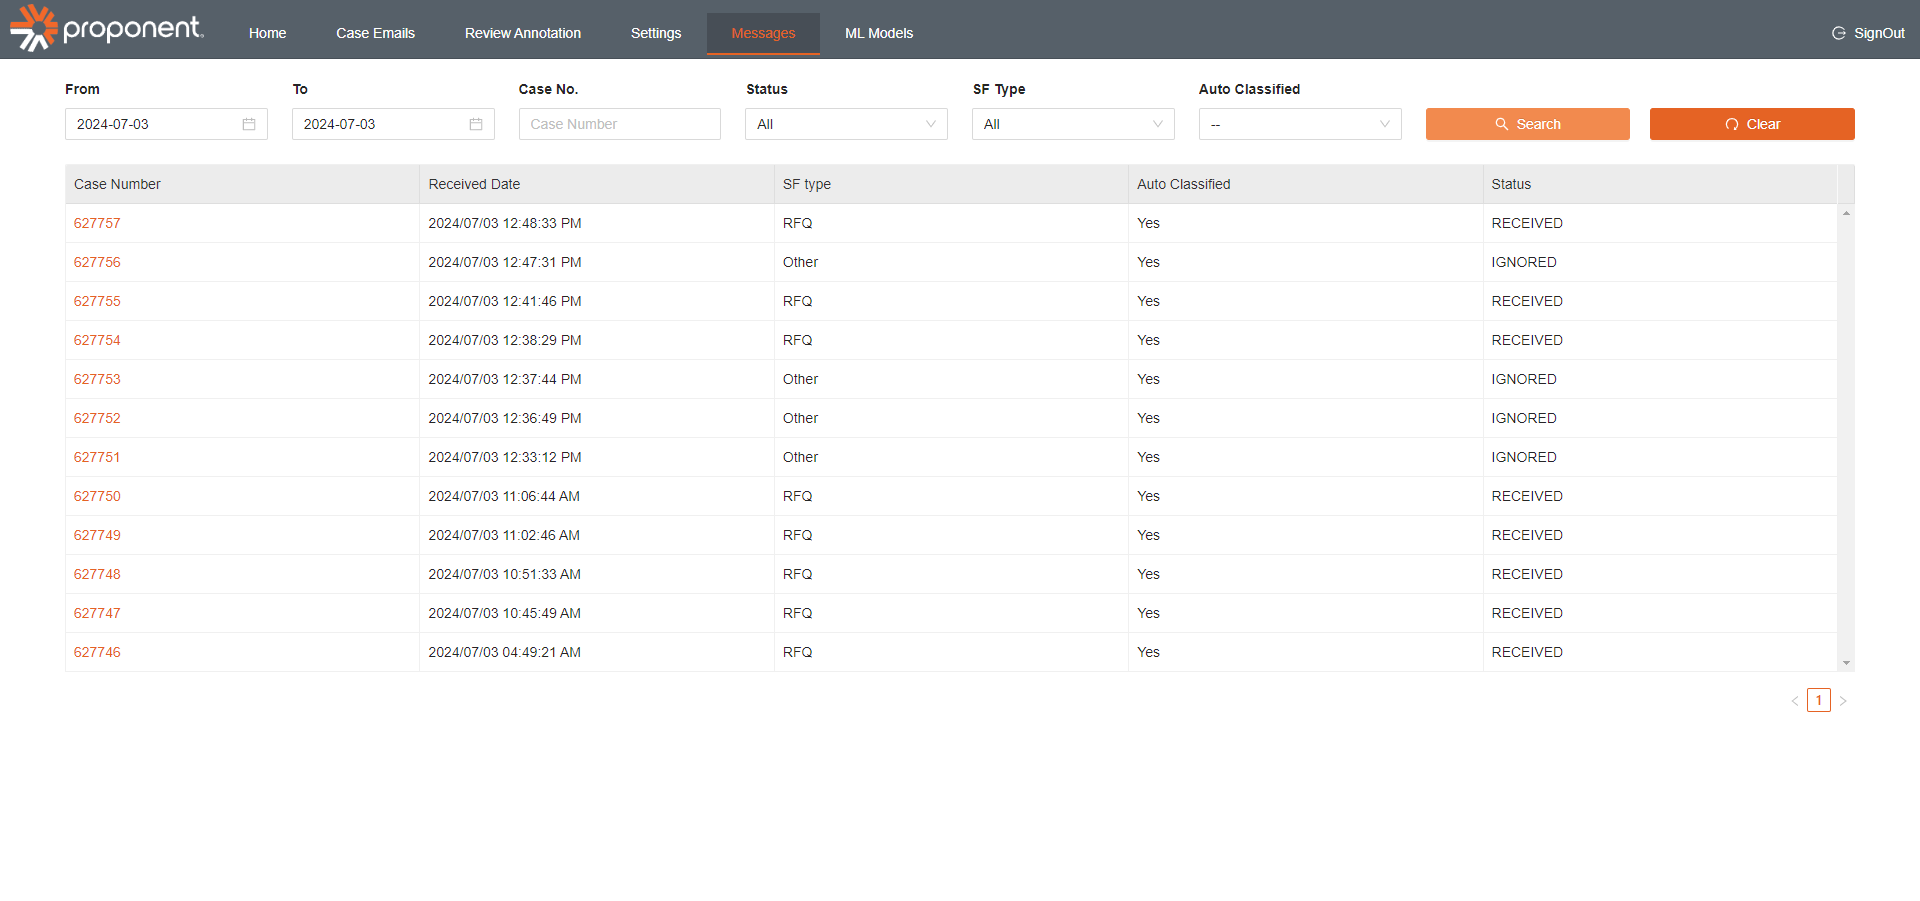 proponent
Home Case Emails Review Annotation Settings Messages ML Models SignOut
From To Case No. Status SF Type Auto Classified
2024-07-03 2024-07-03 Case Number All All -- Search Clear
Case Number Received Date SF type Auto Classified Status
627757 2024/07/03 12:48:33 PM RFQ Yes RECEIVED
627756 2024/07/03 12:47:31 PM Other Yes IGNORED
627755 2024/07/03 12:41:46 PM RFQ Yes RECEIVED
627754 2024/07/03 12:38:29 PM RFQ Yes RECEIVED
627753 2024/07/03 12:37:44 PM Other Yes IGNORED
627752 2024/07/03 12:36:49 PM Other Yes IGNORED
627751 2024/07/03 12:33:12 PM Other Yes IGNORED
627750 2024/07/03 11:06:44 AM RFQ Yes RECEIVED
627749 2024/07/03 11:02:46 AM RFQ Yes RECEIVED
627748 2024/07/03 10:51:33 AM RFQ Yes RECEIVED
627747 2024/07/03 10:45:49 AM RFQ Yes RECEIVED
627746 2024/07/03 04:49:21 AM RFQ Yes RECEIVED
1